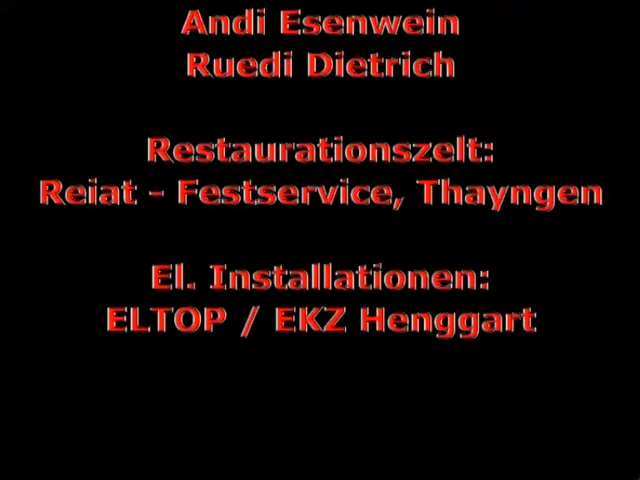 Andi Esenwein
Ruedi Dietrich
Restaurationszelt:
Reiat - Festservice, Thayngen
El. Installationen:
ELTOP / EKZ Henggart